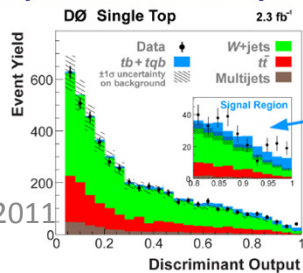 DØ Single Top 2.3 fb⁻¹
Event Yield
Data
tb + tqb
±1σ uncertainty
on background
W+jets
tt̄
Multijets
Signal Region
600
400
200
0
40
20
0
0.8 0.85 0.9 0.95 1
2011
0 0.2 0.4 0.6 0.8 1
Discriminant Output